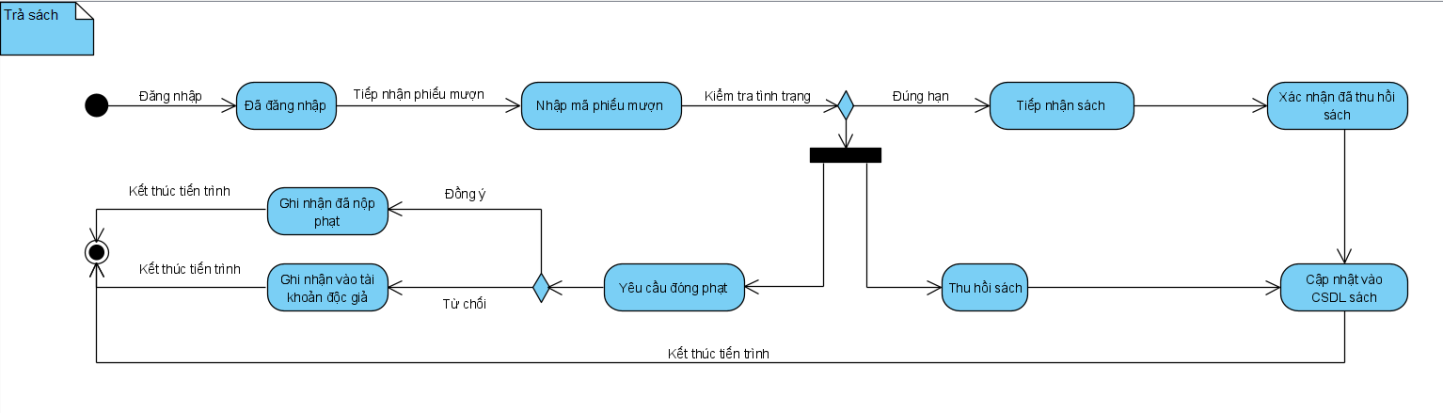 Trả sách
Đăng nhập
Đã đăng nhập
Tiếp nhận phiếu mượn
Nhập mã phiếu mượn
Kiểm tra tình trạng
Đúng hạn
Tiếp nhận sách
Xác nhận đã thu hồi
sách
Kết thúc tiến trình
Ghi nhận đã nộp
phạt
Đồng ý
Kết thúc tiến trình
Ghi nhận vào tài
khoản độc giả
Từ chối
Yêu cầu đóng phạt
Thu hồi sách
Cập nhật vào
CSDL sách
Kết thúc tiến trình